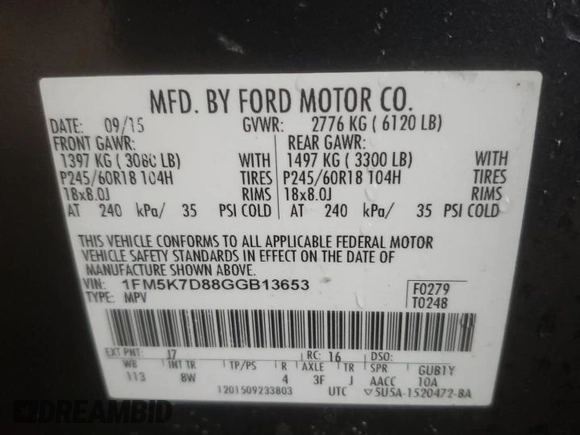 MFD. BY FORD MOTOR CO.
DATE: 09/15 GVWR: 2776 KG ( 6120 LB)
FRONT GAWR: REAR GAWR:
1397 KG ( 3080 LB) WITH 1497 KG ( 3300 LB) WITH
P245/60R18 104H TIRES P245/60R18 104H TIRES
18x8.0J RIMS 18x8.0J RIMS
AT 240 kPa/ 35 PSI COLD AT 240 kPa/ 35 PSI COLD
THIS VEHICLE CONFORMS TO ALL APPLICABLE FEDERAL MOTOR
VEHICLE SAFETY AND BUMPER STANDARDS IN EFFECT ON THE DATE OF
MANUFACTURE SHOWN ABOVE.
VIN: 1FM5K7D88GGB13653 F0279
TYPE: MPV T0248
EXT PNT: J7 RC: 16 DSO:
WB INT TR TP/PS R AXLE TR SPR GUB1Y
113 BW 4 3F J AACC 10A
1201509233803 UTC 5U5A-1520472-BA
DREAMBID